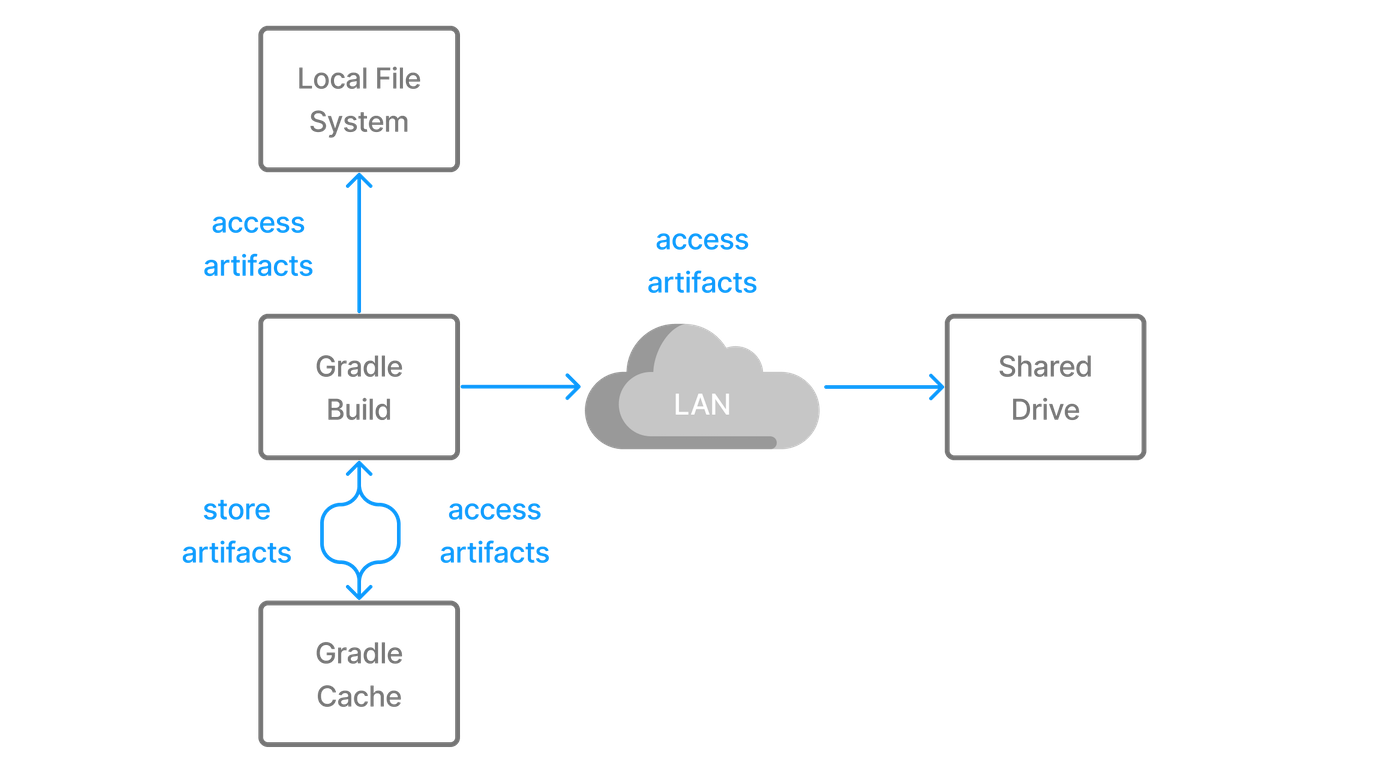 Local File
System
access
artifacts
access
artifacts
Gradle
Build
LAN
Shared
Drive
store
artifacts
access
artifacts
Gradle
Cache